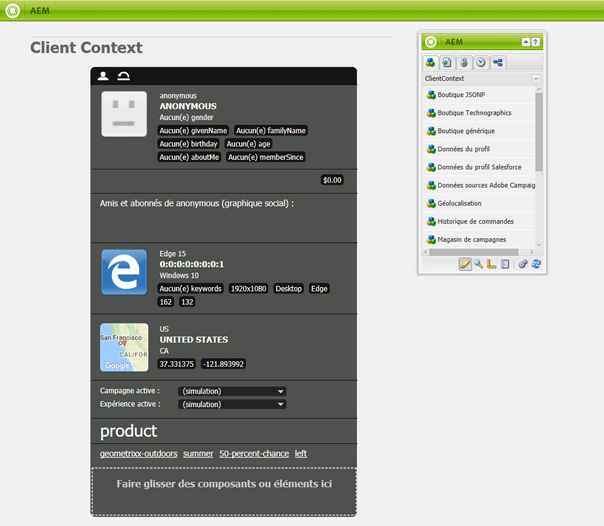 AEM
Client Context
anonymous
ANONYMOUS
Aucun(e) gender
Aucun(e) givenName Aucun(e) familyName
Aucun(e) birthday Aucun(e) age
Aucun(e) aboutMe Aucun(e) memberSince
$0.00
Amis et abonnés de anonymous (graphique social) :
Edge 15
0:0:0:0:0:0:0:1
Windows 10
Aucun(e) keywords 1920x1080 Desktop Edge
162 132
San Francisco
CALIFOR
Google
US
UNITED STATES
CA
37.331375 -121.893992
Campagne active : (simulation)
Expérience active : (simulation)
product
geometrixx-outdoors summer 50-percent-chance left
Faire glisser des composants ou éléments ici
AEM
?
ClientContext
Boutique JSONP
Boutique Technographics
Boutique générique
Données du profil
Données du profil Salesforce
Données sources Adobe Campaig
Géolocalisation
Historique de commandes
Magasin de campagnes